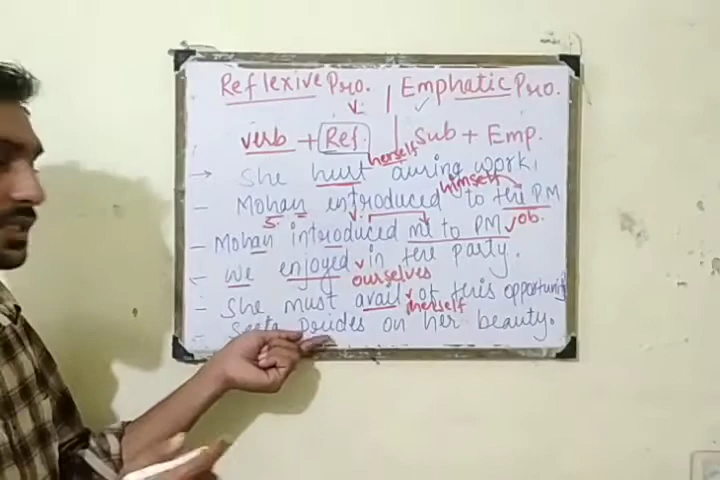 Reflexive Pro. | Emphatic Pro.
verb + Ref. | Sub + Emp.
herself
→ She hurt during work.
himself
- Mohan introduced to the PM
- Mohan introduced me to PM ob.
s.
- We enjoyed in the party.
ourselves
- She must avail of this opportunity
herself
- Seeta prides on her beauty.